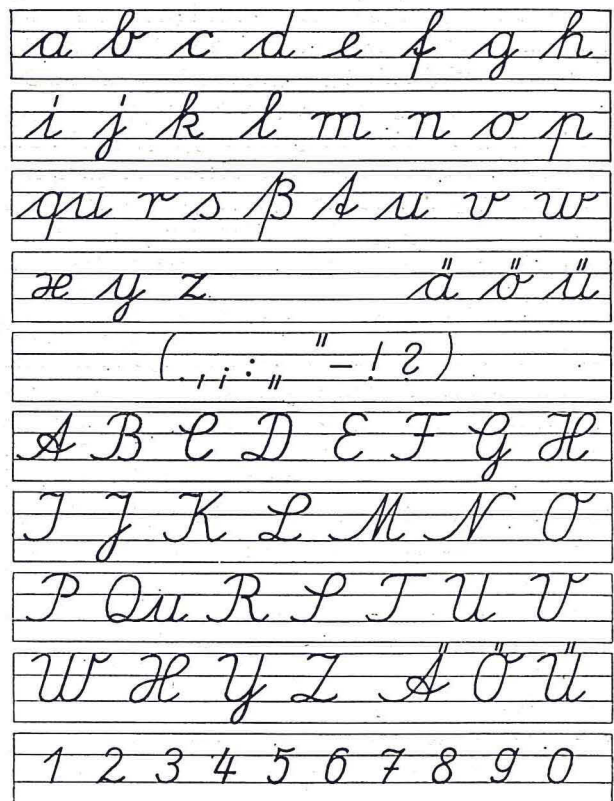 a b c d e f g h
i j k l m n o p
qu r s ß t u v w
x y z ä ö ü
( . , ; : „ " – ! ? )
A B C D E F G H
I J K L M N O
P Qu R S T U V
W X Y Z Ä Ö Ü
1 2 3 4 5 6 7 8 9 0